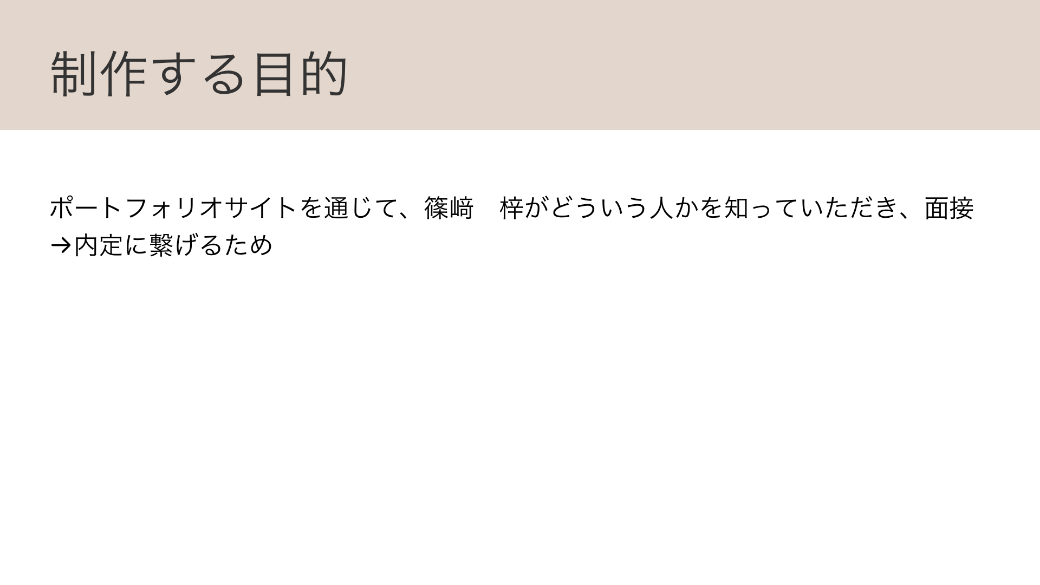 制作する目的
ポートフォリオサイトを通じて、篠﨑　梓がどういう人かを知っていただき、面接
→内定に繋げるため